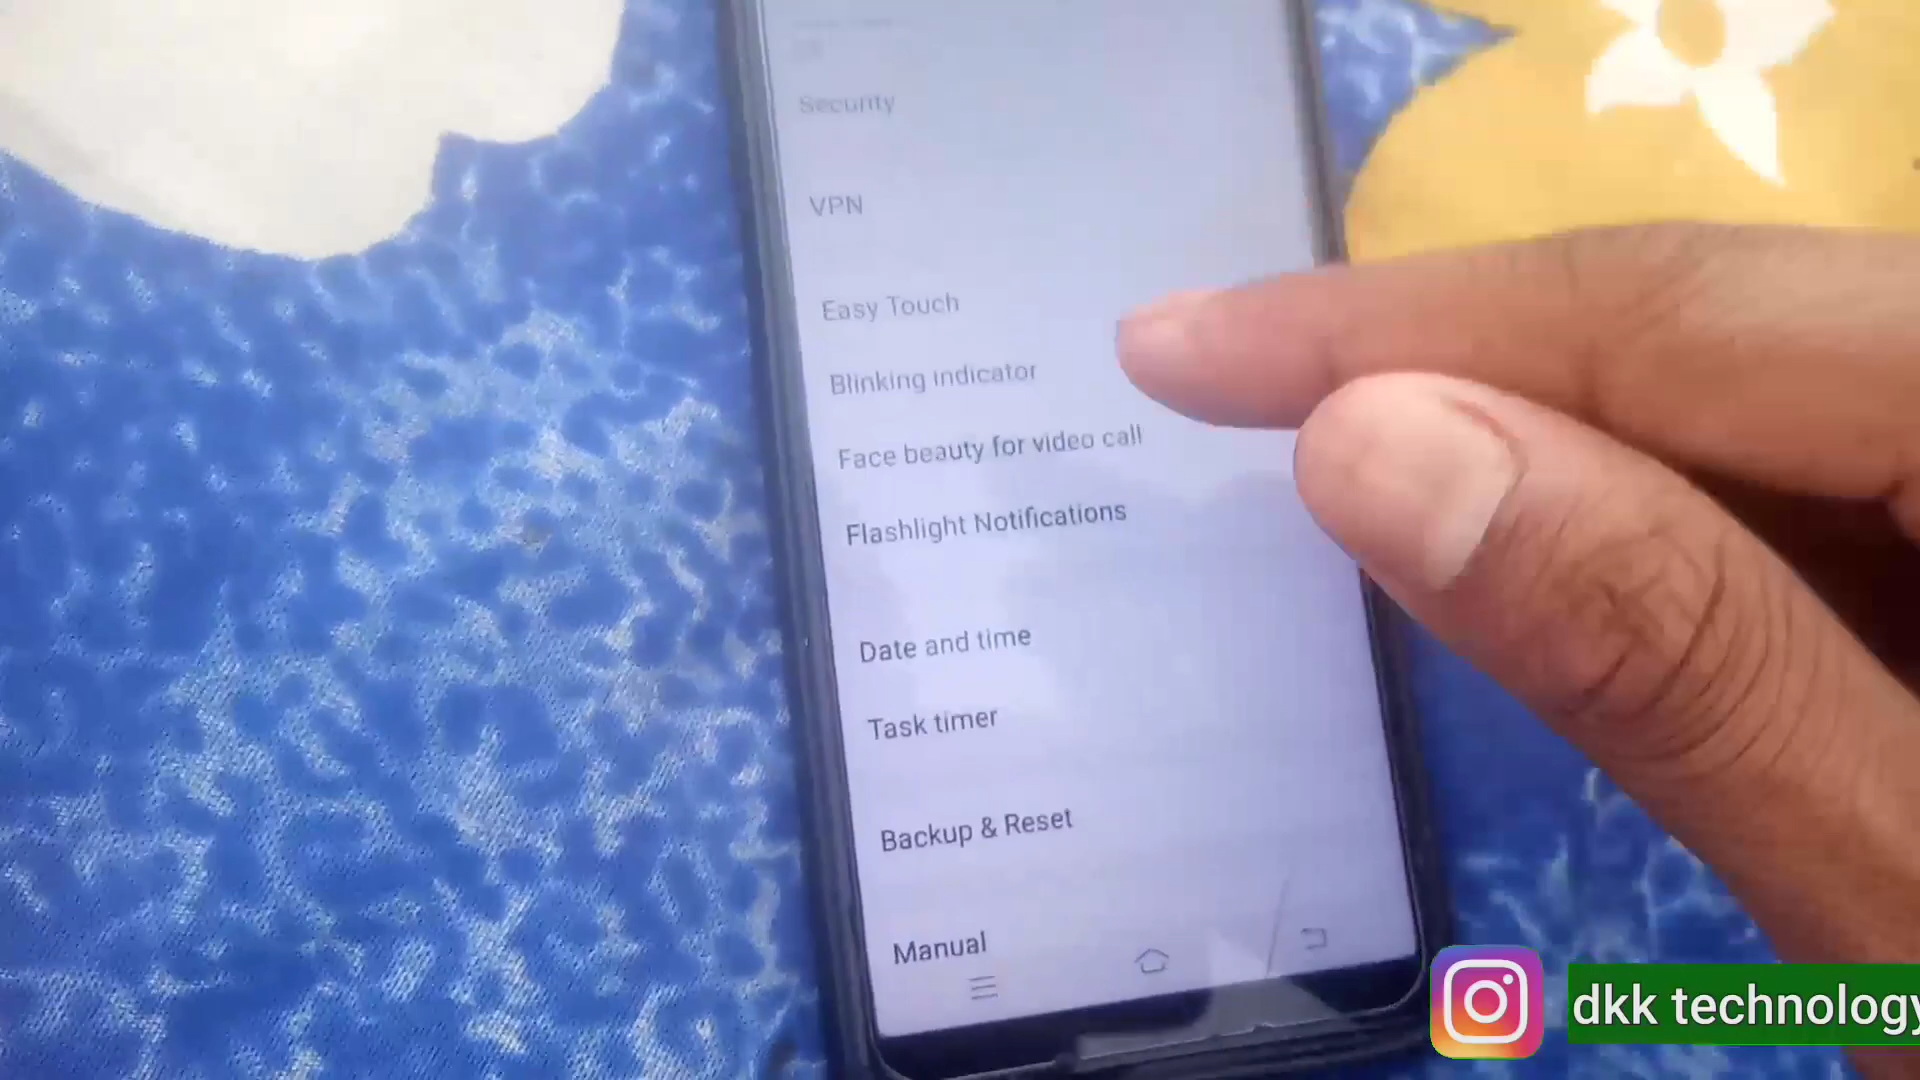 Security
VPN
Easy Touch
Blinking indicator
Face beauty for video call
Flashlight Notifications
Date and time
Task timer
Backup & Reset
Manual
dkk technology